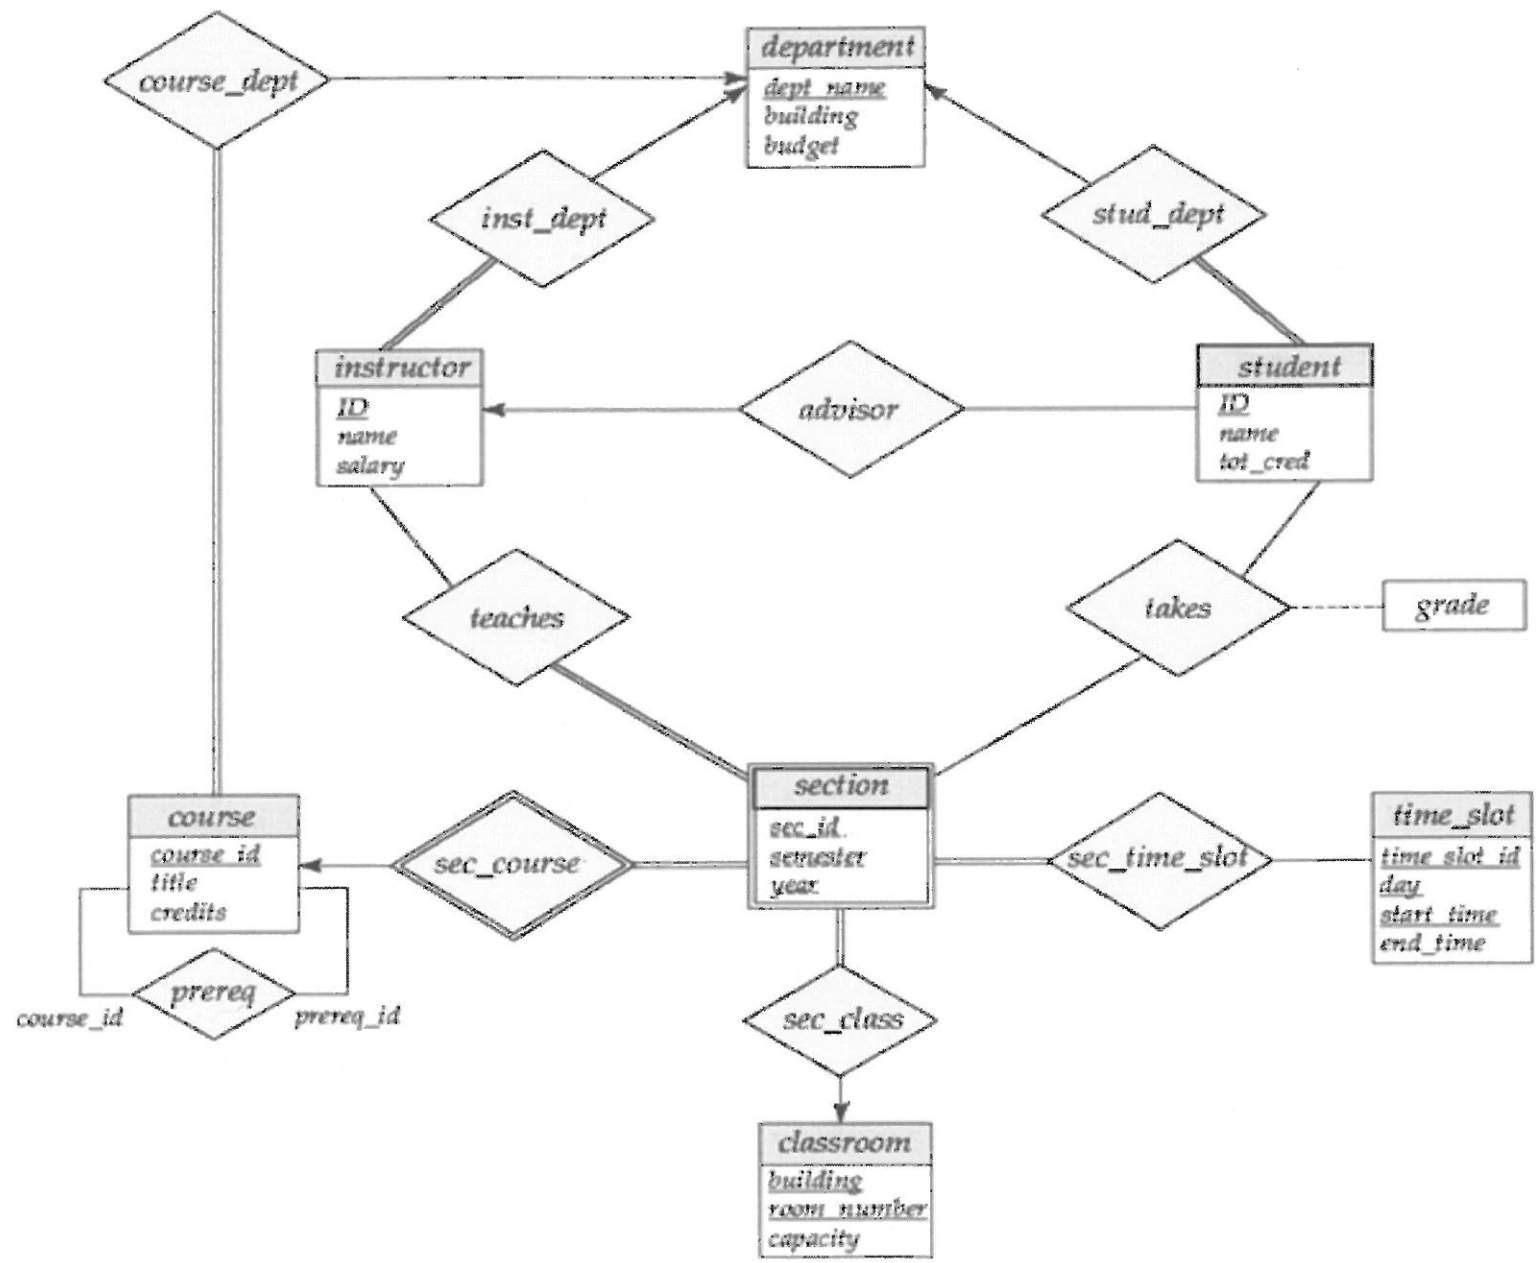 department
course_dept
dept_name
building
budget
inst_dept
stud_dept
instructor
ID
name
salary
advisor
student
ID
name
tot_cred
teaches
takes
grade
section
sec_id
semester
year
course
course_id
title
credits
sec_course
sec_time_slot
time_slot
time_slot_id
day
start_time
end_time
prereq
course_id
prereq_id
sec_class
classroom
building
room_number
capacity